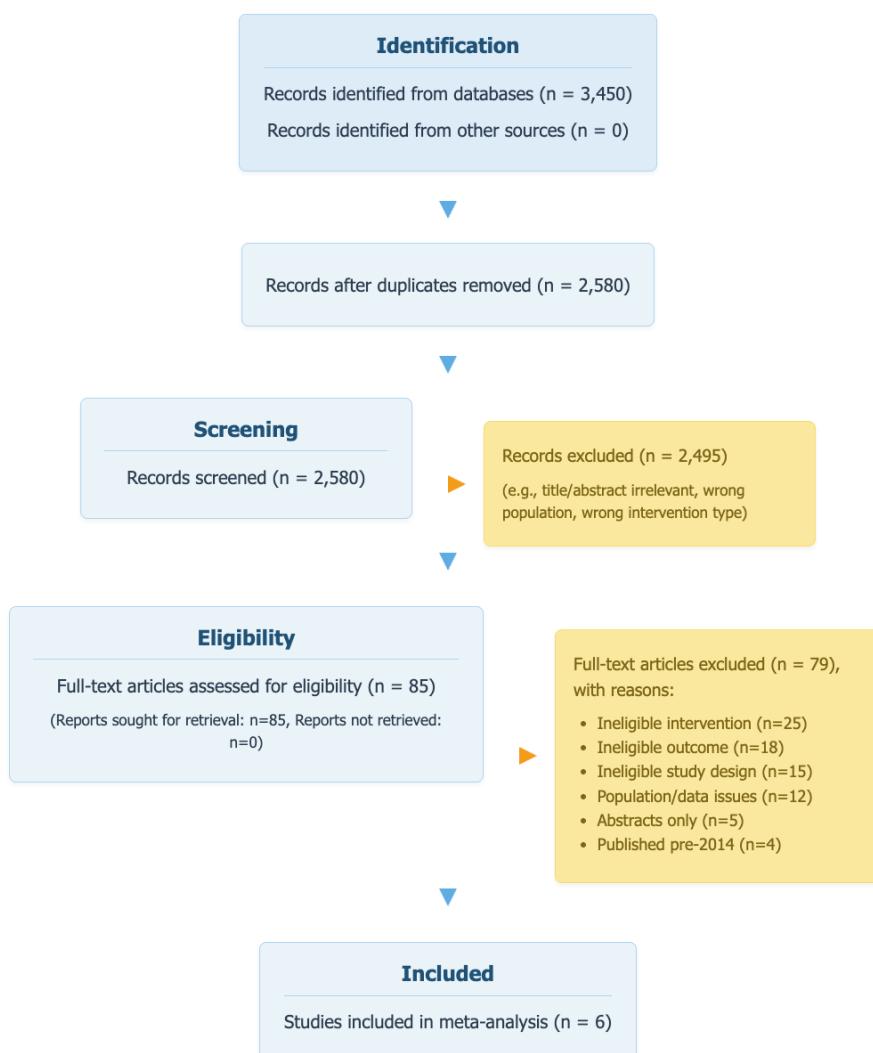 Identification
Records identified from databases (n = 3,450)
Records identified from other sources (n = 0)
Records after duplicates removed (n = 2,580)
Screening
Records screened (n = 2,580)
Records excluded (n = 2,495)
(e.g., title/abstract irrelevant, wrong
population, wrong intervention type)
Eligibility
Full-text articles assessed for eligibility (n = 85)
(Reports sought for retrieval: n=85, Reports not retrieved:
n=0)
Full-text articles excluded (n = 79),
with reasons:
• Ineligible intervention (n=25)
• Ineligible outcome (n=18)
• Ineligible study design (n=15)
• Population/data issues (n=12)
• Abstracts only (n=5)
• Published pre-2014 (n=4)
Included
Studies included in meta-analysis (n = 6)